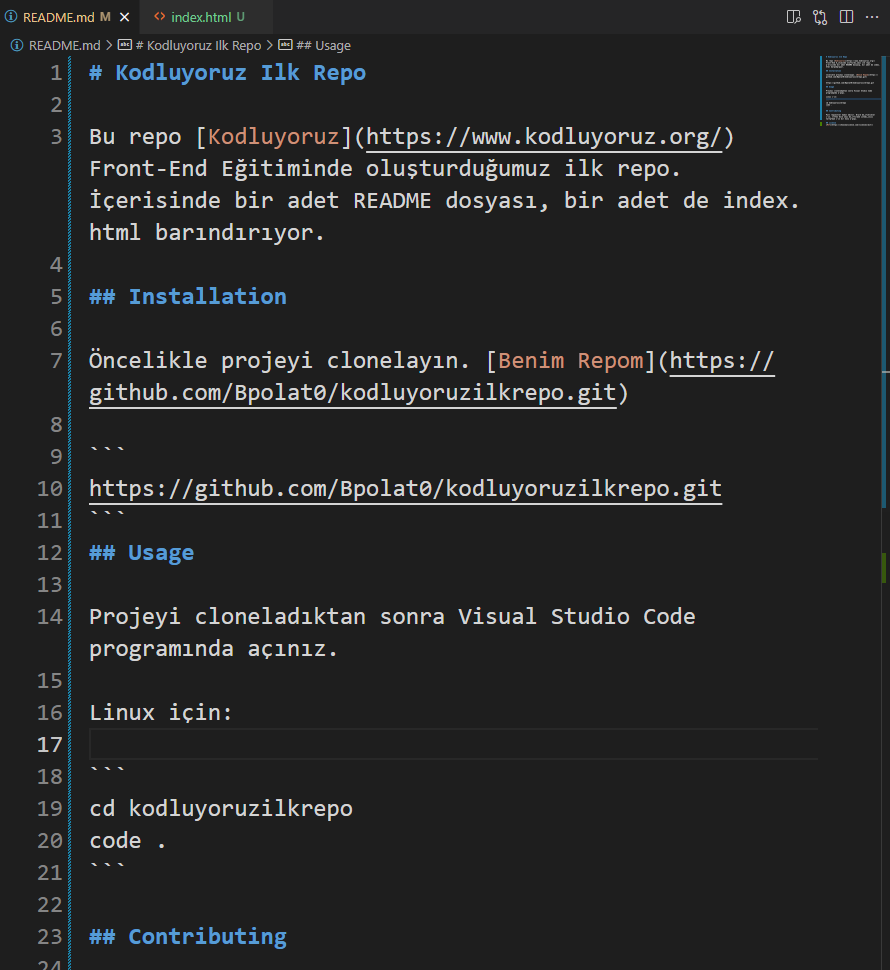 README.md M
index.html U
README.md > # Kodluyoruz Ilk Repo > ## Usage
1 # Kodluyoruz Ilk Repo
2
3 Bu repo [Kodluyoruz](https://www.kodluyoruz.org/)
Front-End Eğitiminde oluşturduğumuz ilk repo.
İçerisinde bir adet README dosyası, bir adet de index.
html barındırıyor.
4
5 ## Installation
6
7 Öncelikle projeyi clonelayın. [Benim Repom](https://
github.com/Bpolat0/kodluyoruzilkrepo.git)
8
9 ```
10 https://github.com/Bpolat0/kodluyoruzilkrepo.git
11 ```
12 ## Usage
13
14 Projeyi cloneladıktan sonra Visual Studio Code
programında açınız.
15
16 Linux için:
17
18 ```
19 cd kodluyoruzilkrepo
20 code .
21 ```
22
23 ## Contributing
24